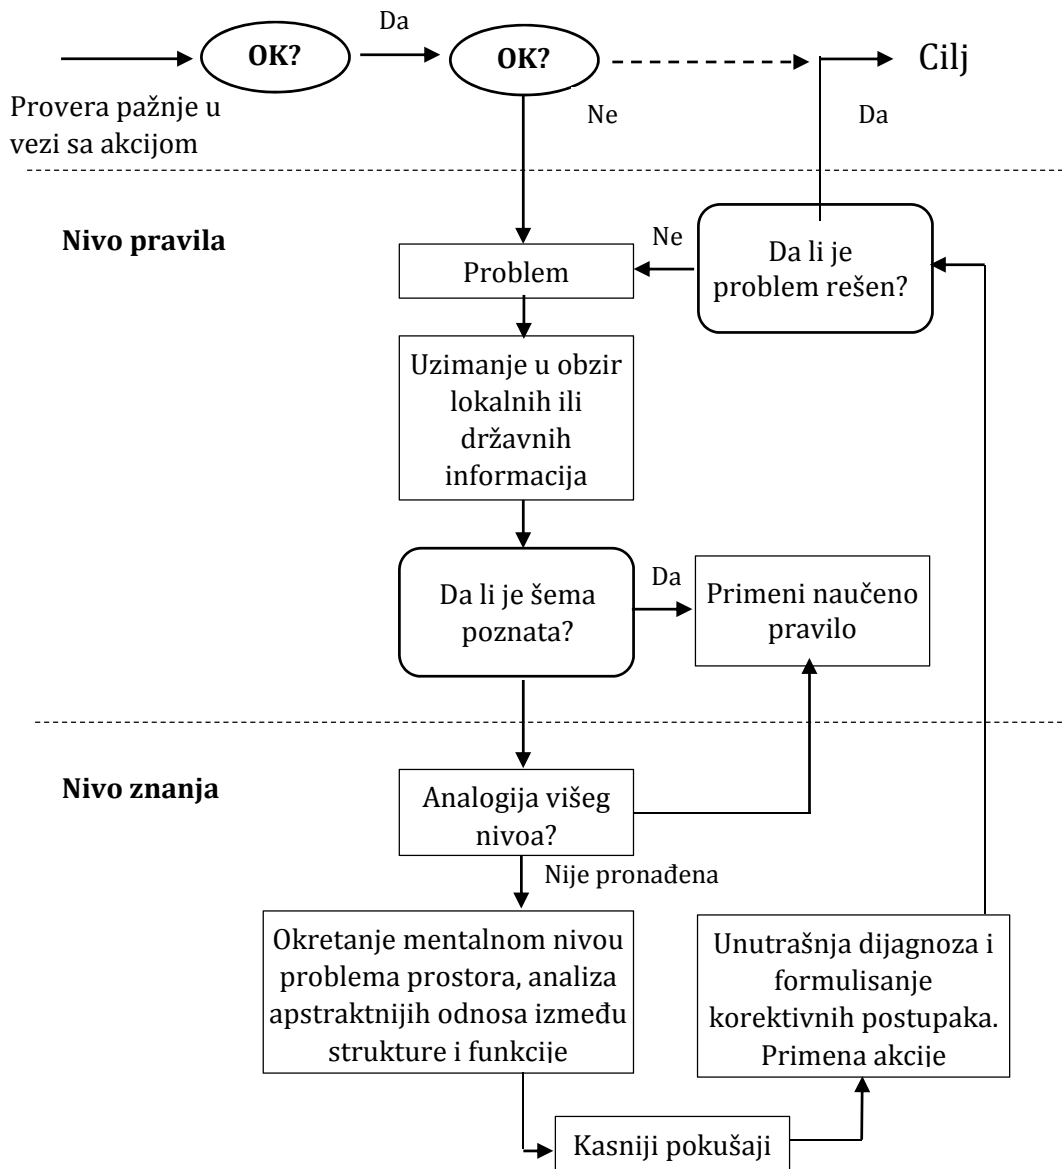 Da
OK?
OK?
Cilj
Provera pažnje u
vezi sa akcijom
Ne
Da
Nivo pravila
Problem
Ne
Da li je
problem rešen?
Uzimanje u obzir
lokalnih ili
državnih
informacija
Da li je šema
poznata?
Da
Primeni naučeno
pravilo
Nivo znanja
Analogija višeg
nivoa?
Nije pronađena
Okretanje mentalnom nivou
problema prostora, analiza
apstraktnijih odnosa između
strukture i funkcije
Unutrašnja dijagnoza i
formulisanje
korektivnih postupaka.
Primena akcije
Kasniji pokušaji